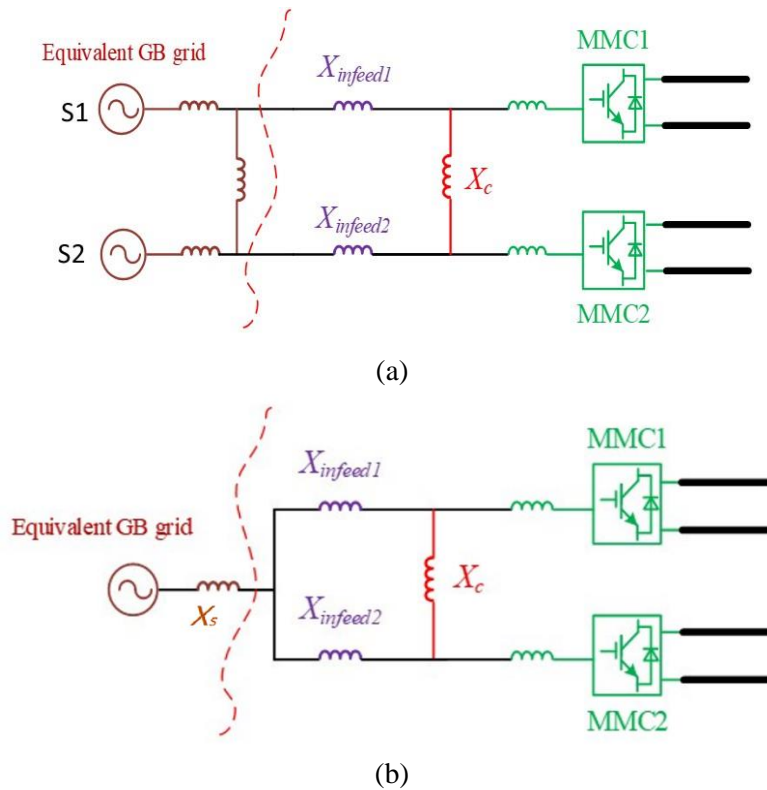 Equivalent GB grid
MMC1
X_infeed1
S1
X_c
X_infeed2
S2
MMC2
(a)
MMC1
X_infeed1
Equivalent GB grid
X_c
X_s
X_infeed2
MMC2
(b)